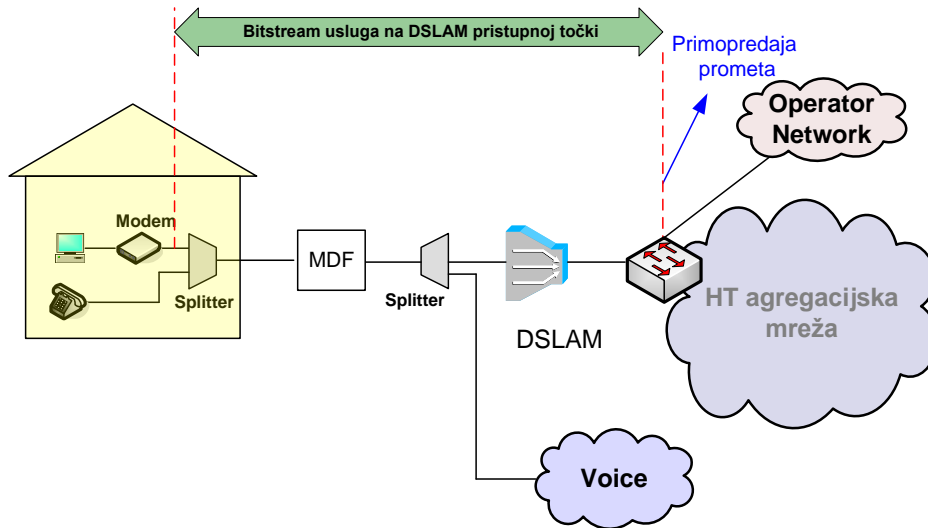 Bitstream usluga na DSLAM pristupnoj točki
Primopredaja
prometa
Operator
Network
Modem
Splitter
MDF
Splitter
DSLAM
HT agregacijska
mreža
Voice